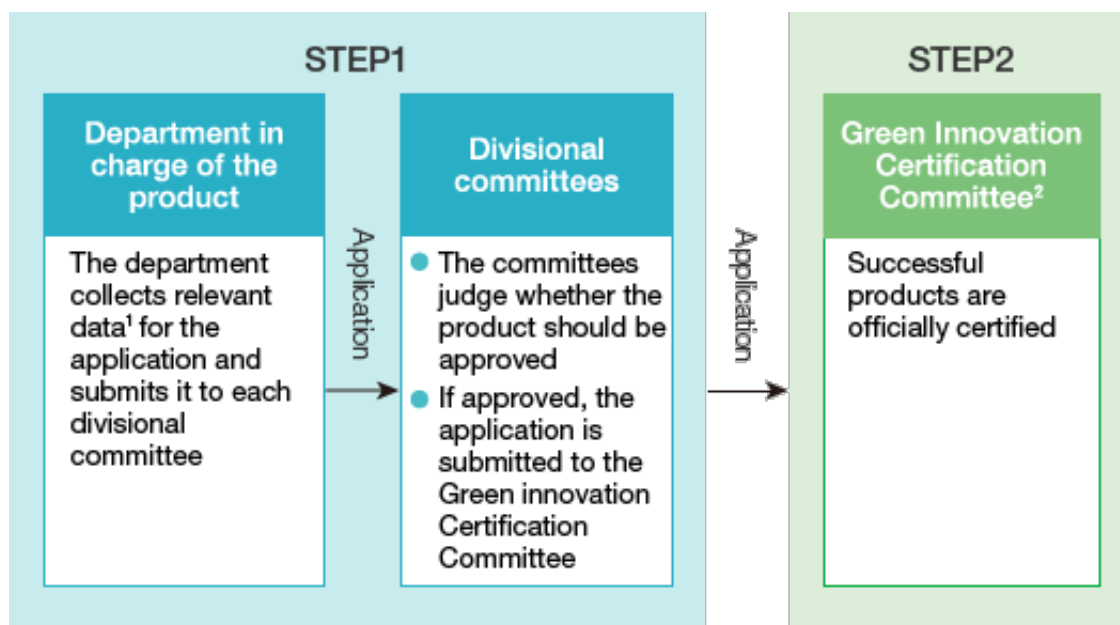 STEP1
Department in
charge of the
product
The department
collects relevant
data¹ for the
application and
submits it to each
divisional
committee
Application
Divisional
committees
● The committees
judge whether the
product should be
approved
● If approved, the
application is
submitted to the
Green innovation
Certification
Committee
Application
STEP2
Green Innovation
Certification
Committee²
Successful
products are
officially certified